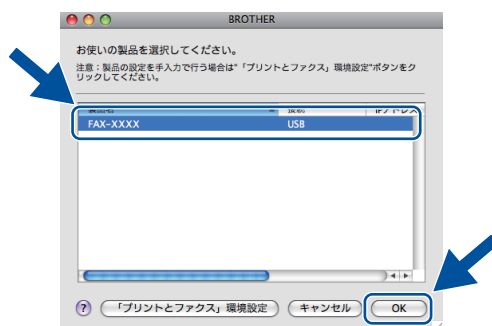 BROTHER
お使いの製品を選択してください。
注意：製品の設定を手入力で行う場合は"「プリントとファクス」環境設定"ボタンをク
リックしてください。
FAX-XXXX USB
? 「プリントとファクス」環境設定 キャンセル OK